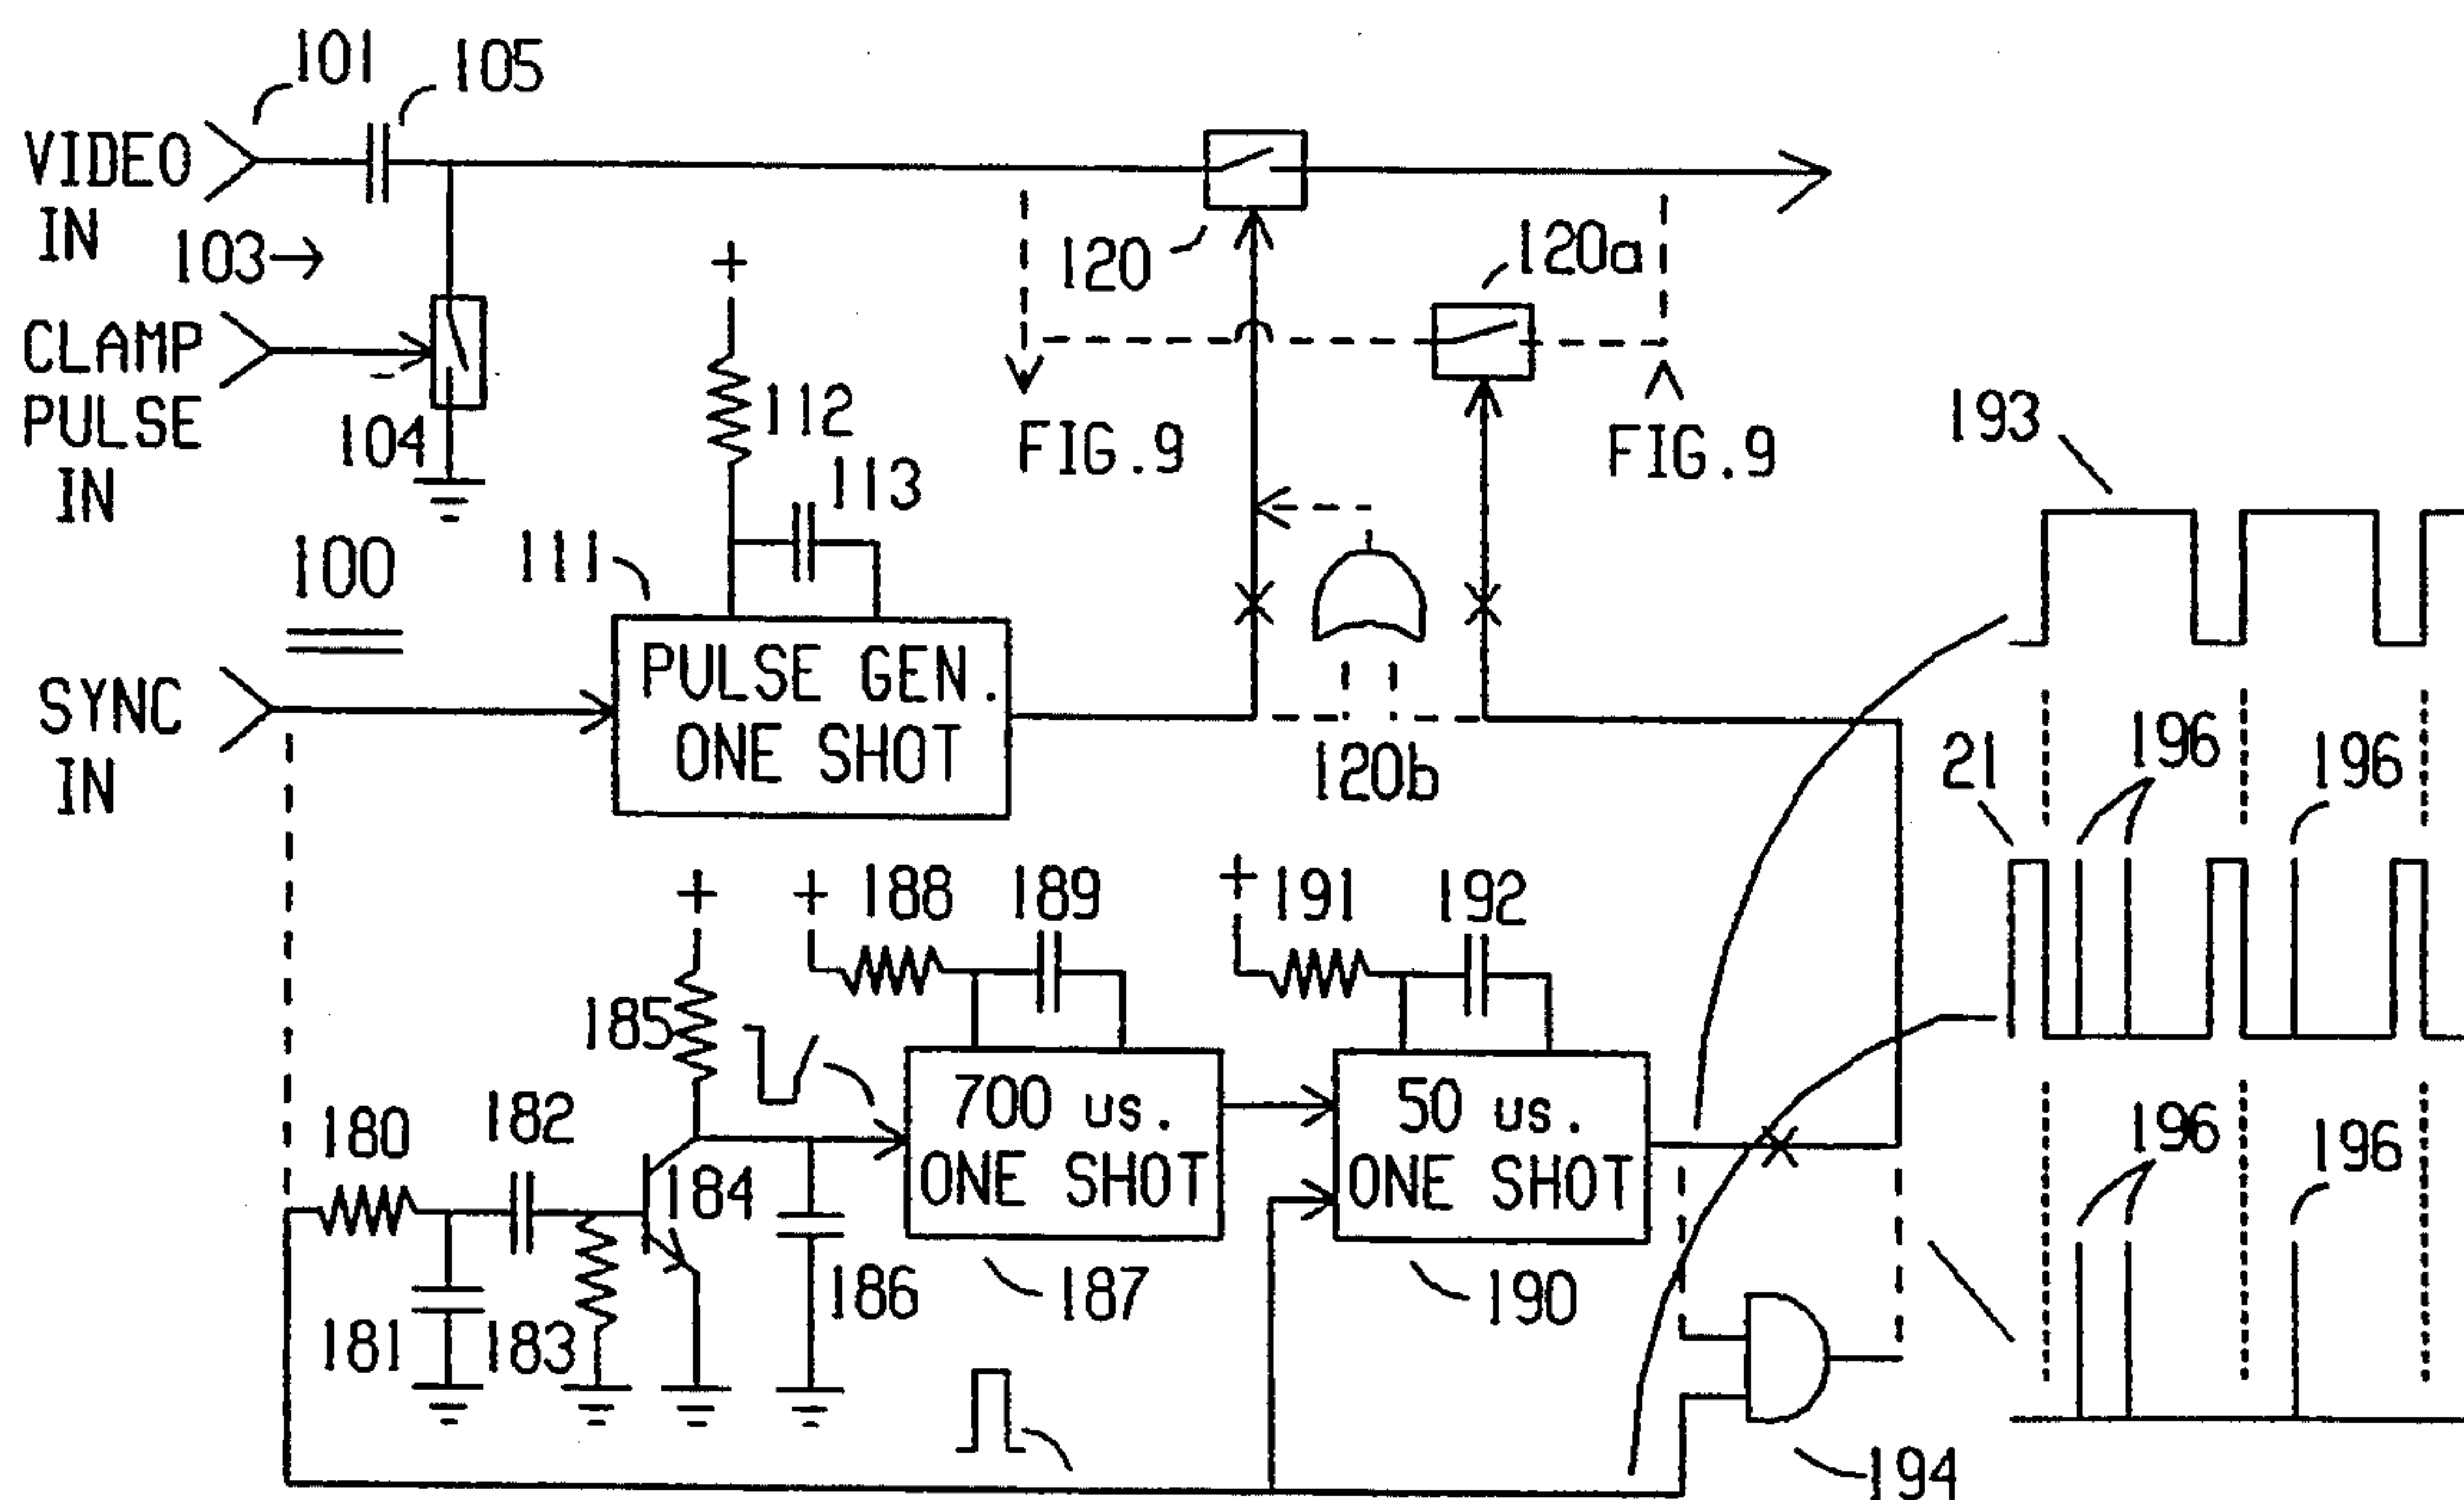 101
105
VIDEO
IN
103
120
120a
+
CLAMP
PULSE
IN
104
112
FIG.9
FIG.9
193
113
111
100
PULSE GEN.
ONE SHOT
SYNC
IN
120b
21
196
196
+
+
188
189
+
191
192
185
700 us.
ONE SHOT
50 us.
ONE SHOT
180
182
184
196
196
181
183
186
187
190
194